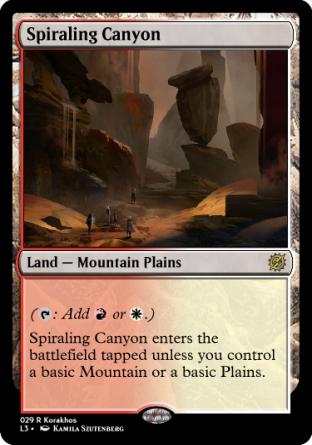 Spiraling Canyon
Land — Mountain Plains
(: Add or .)
Spiraling Canyon enters the
battlefield tapped unless you control
a basic Mountain or a basic Plains.
029 R Korakhos
L3 • Kamila Szutenberg